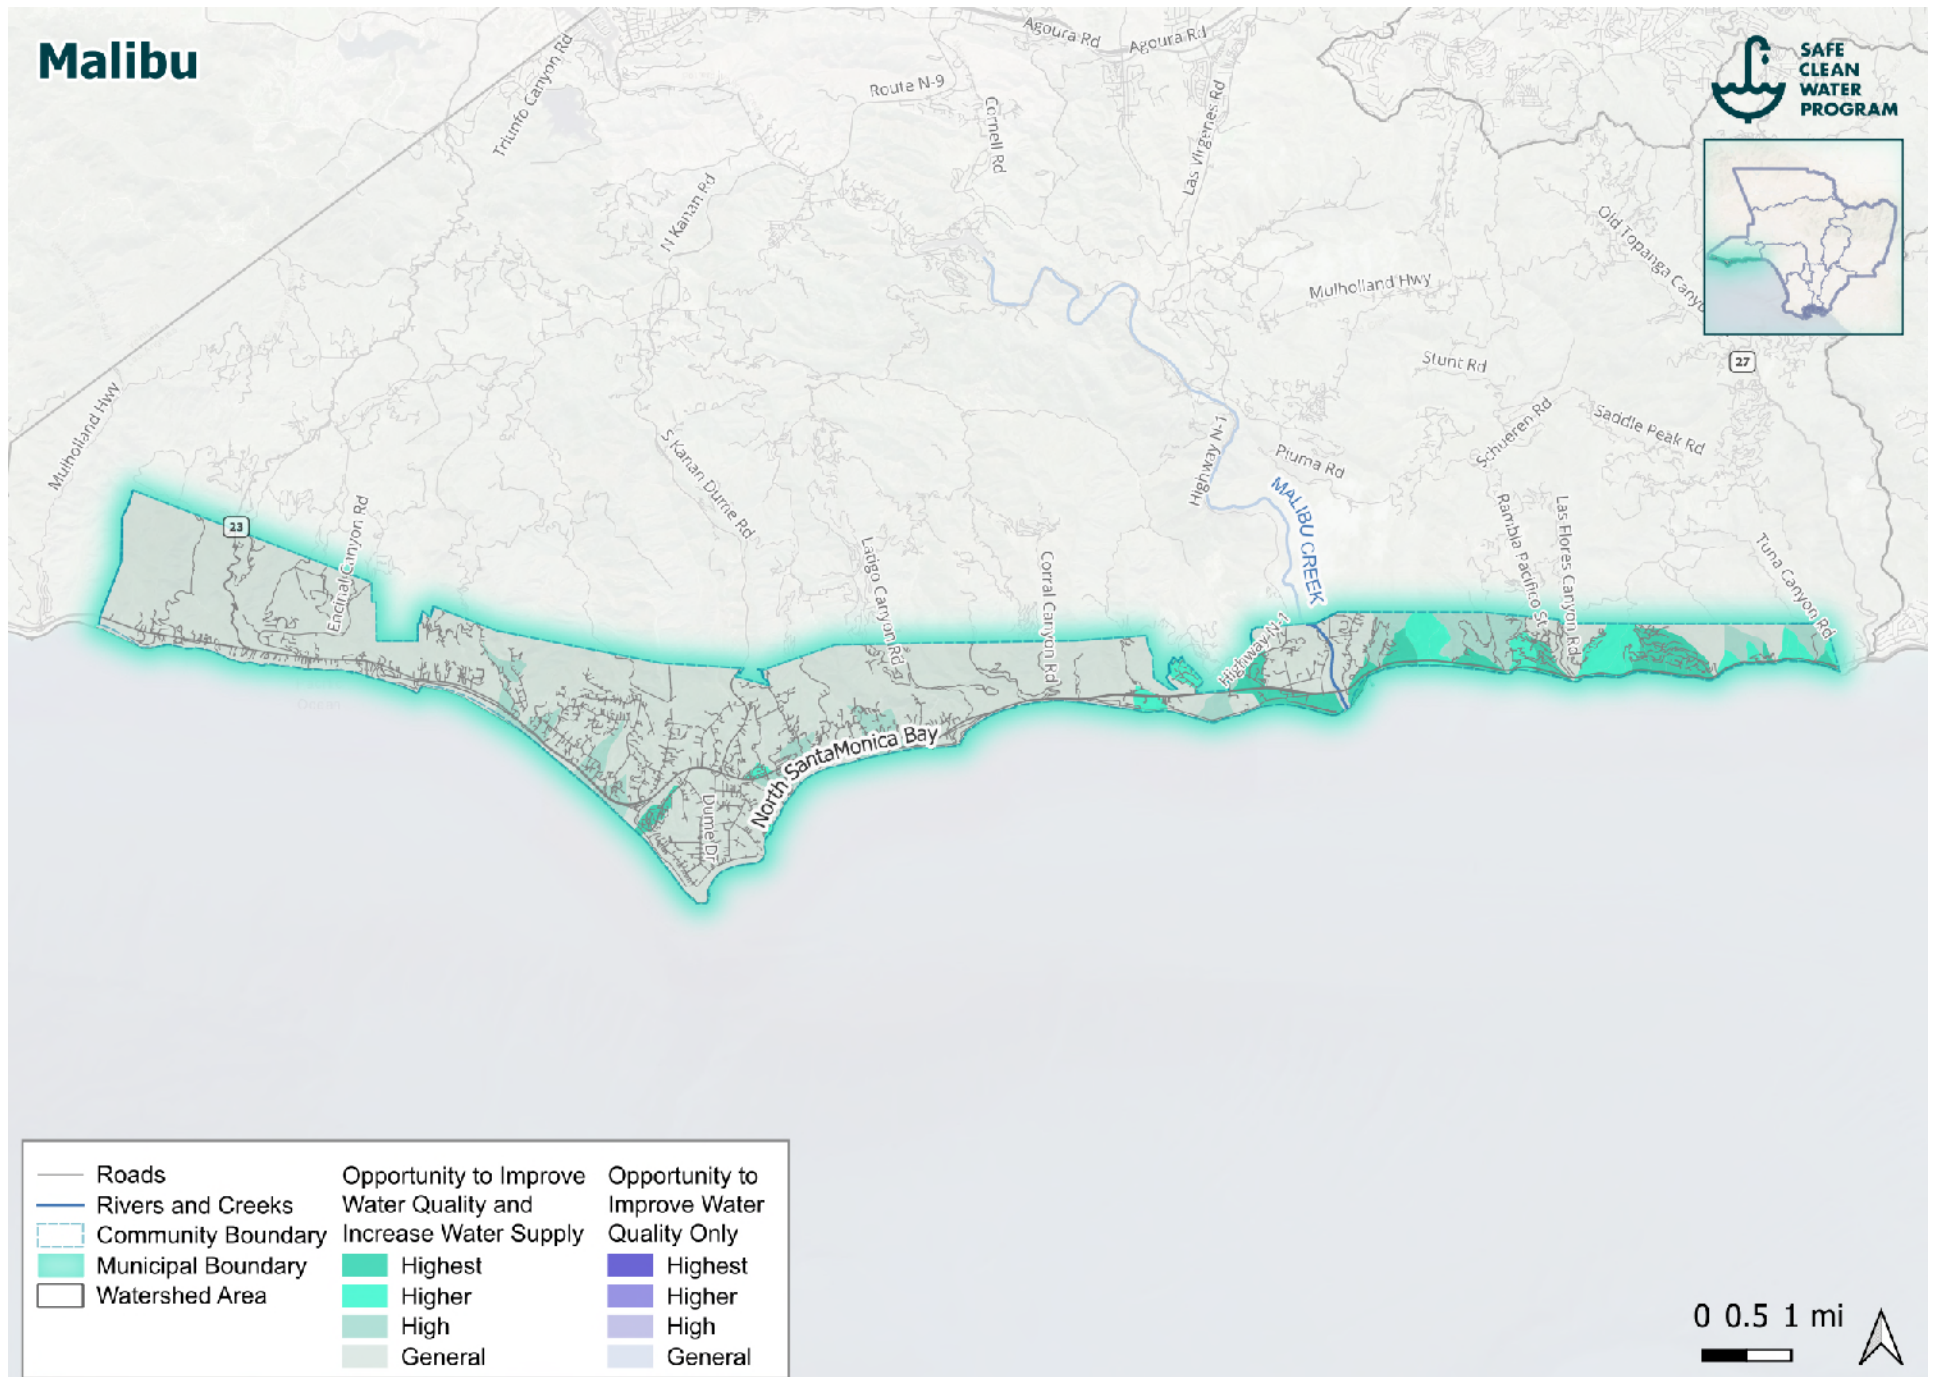 Malibu
SAFE
CLEAN
WATER
PROGRAM
Agoura Rd
Agoura Rd
Triunfo Canyon Rd
Route N-9
Cornell Rd
Las Virgenes Rd
N Kanan Rd
Old Topanga Canyo
Mulholland Hwy
Stunt Rd
27
Mulholland Hwy
Schueren Rd
Saddle Peak Rd
S Kanan Dume Rd
Highway N-1
Piuma Rd
MALIBU CREEK
23
Encinal Canyon Rd
Latigo Canyon Rd
Corral Canyon Rd
Rambla Pacifico St
Las Flores Canyon Rd
Tuna Canyon Rd
Highway N-1
Ocean
North SantaMonica Bay
Dume Dr
Roads
Rivers and Creeks
Community Boundary
Municipal Boundary
Watershed Area
Opportunity to Improve
Water Quality and
Increase Water Supply
Highest
Higher
High
General
Opportunity to
Improve Water
Quality Only
Highest
Higher
High
General
0 0.5 1 mi